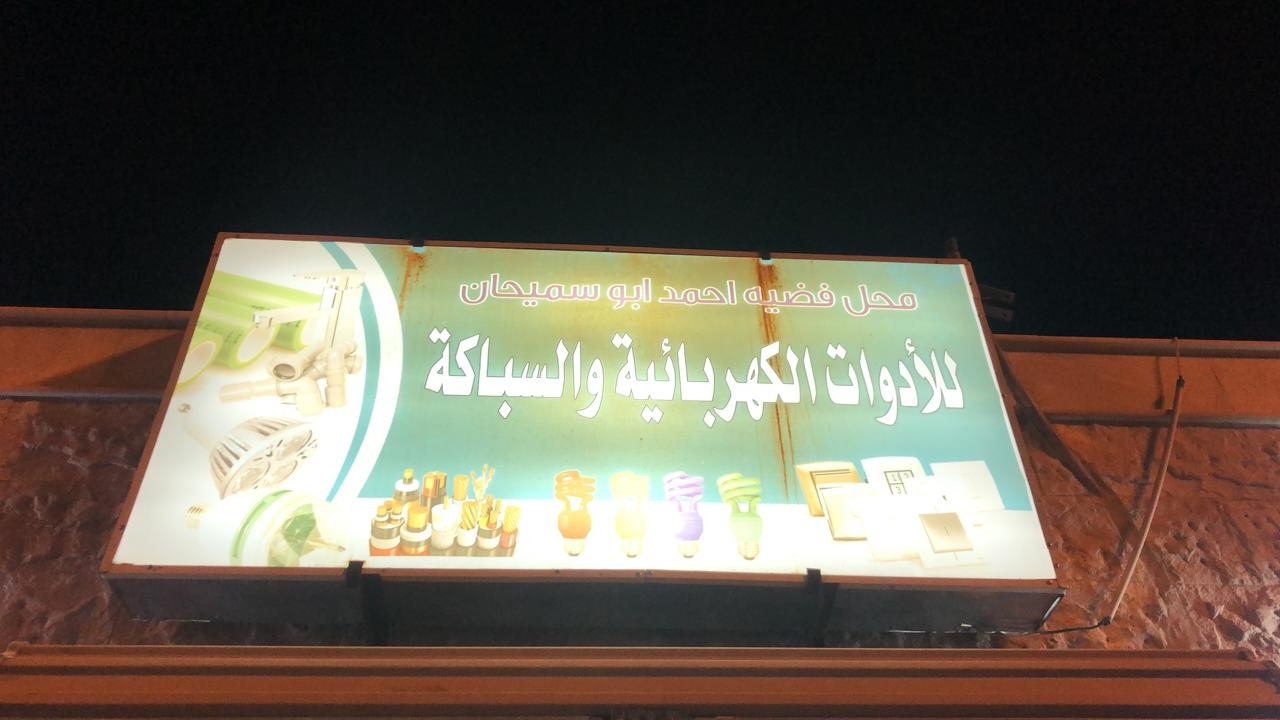 محل فضيه احمد ابو سميحان
للأدوات الكهربائية والسباكة